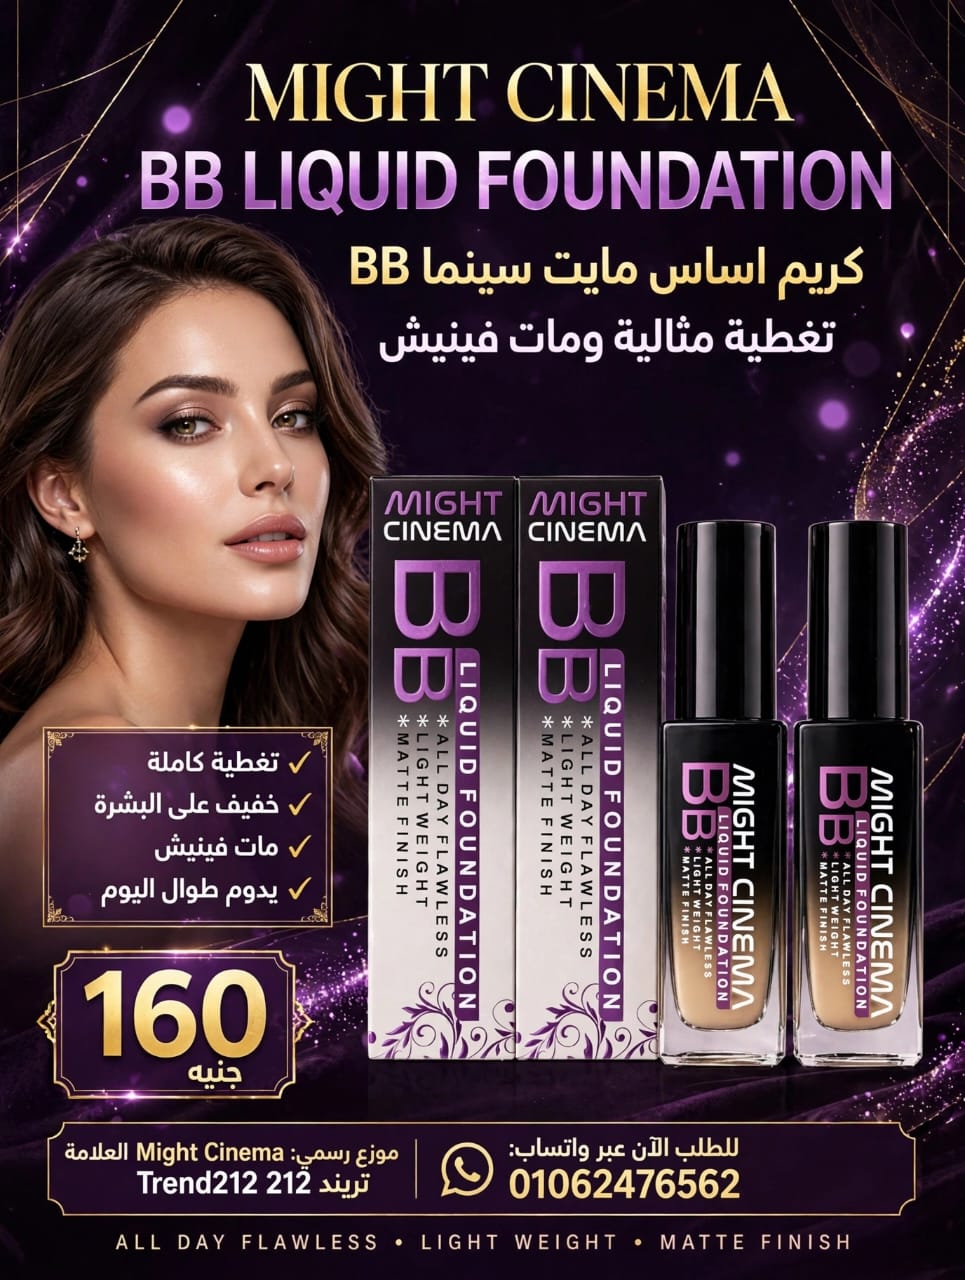 MIGHT CINEMA
BB LIQUID FOUNDATION
كريم اساس مايت سينما BB
تغطية مثالية ومات فينيش
MIGHT
CINEMA
BB
LIQUID FOUNDATION
*ALL DAY FLAWLESS
*LIGHT WEIGHT
*MATTE FINISH
MIGHT
CINEMA
BB
LIQUID FOUNDATION
*ALL DAY FLAWLESS
*LIGHT WEIGHT
*MATTE FINISH
MIGHT CINEMA
BB
LIQUID FOUNDATION
*ALL DAY FLAWLESS
*LIGHT WEIGHT
*MATTE FINISH
MIGHT CINEMA
BB
LIQUID FOUNDATION
*ALL DAY FLAWLESS
*LIGHT WEIGHT
*MATTE FINISH
✓ تغطية كاملة
✓ خفيف على البشرة
✓ مات فينيش
✓ يدوم طوال اليوم
160
جنيه
للطلب الآن عبر واتساب:
01062476562
موزع رسمي: Might Cinema العلامة
تريند 212 Trend212
ALL DAY FLAWLESS • LIGHT WEIGHT • MATTE FINISH